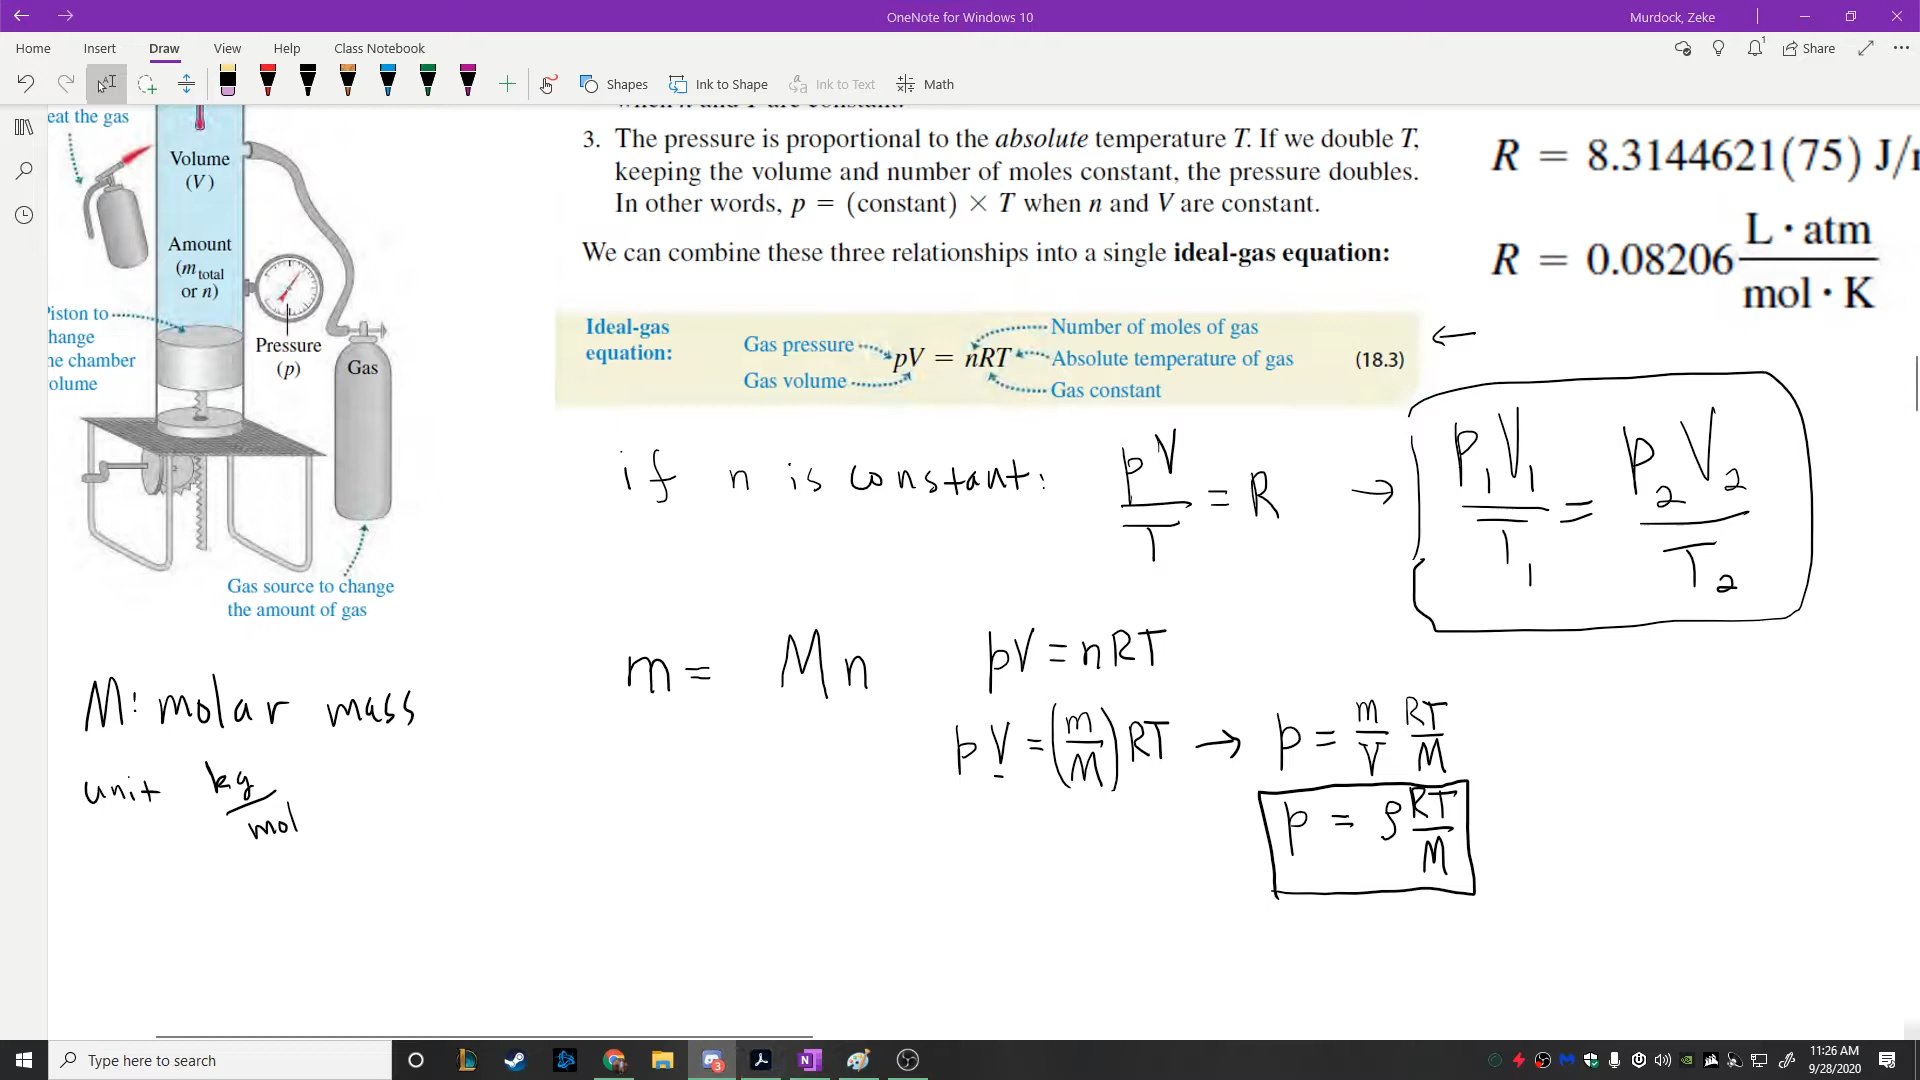 OneNote for Windows 10
Murdock, Zeke
Home Insert Draw View Help Class Notebook
Share
Shapes Ink to Shape Ink to Text Math
eat the gas
Volume
(V)
Amount
(m total
or n)
Piston to
hange
he chamber
olume
Pressure
(p)
Gas
Gas source to change
the amount of gas
M: molar mass
unit kg/mol
3. The pressure is proportional to the absolute temperature T. If we double T,
keeping the volume and number of moles constant, the pressure doubles.
In other words, p = (constant) × T when n and V are constant.
We can combine these three relationships into a single ideal-gas equation:
R = 8.3144621(75) J/
R = 0.08206 L · atm / mol · K
Ideal-gas
equation:
Gas pressure
Gas volume
pV = nRT
Number of moles of gas
Absolute temperature of gas
Gas constant
(18.3)
←
if n is constant: pV/T = R → p₁V₁/T₁ = p₂V₂/T₂
m = Mn pV = nRT
pV = (m/M) RT → p = m/V RT/M
p = ρ RT/M
Type here to search
3
11:26 AM
9/28/2020